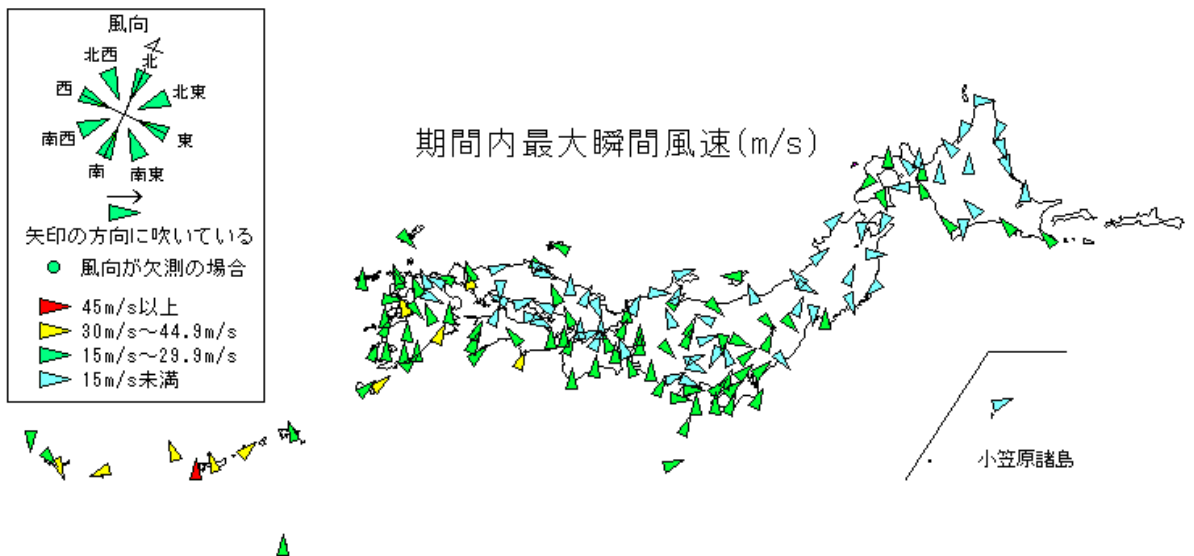 風向
北西
北
西
北東
南西
東
南
南東
矢印の方向に吹いている
風向が欠測の場合
45m/s以上
30m/s～44.9m/s
15m/s～29.9m/s
15m/s未満
期間内最大瞬間風速(m/s)
小笠原諸島